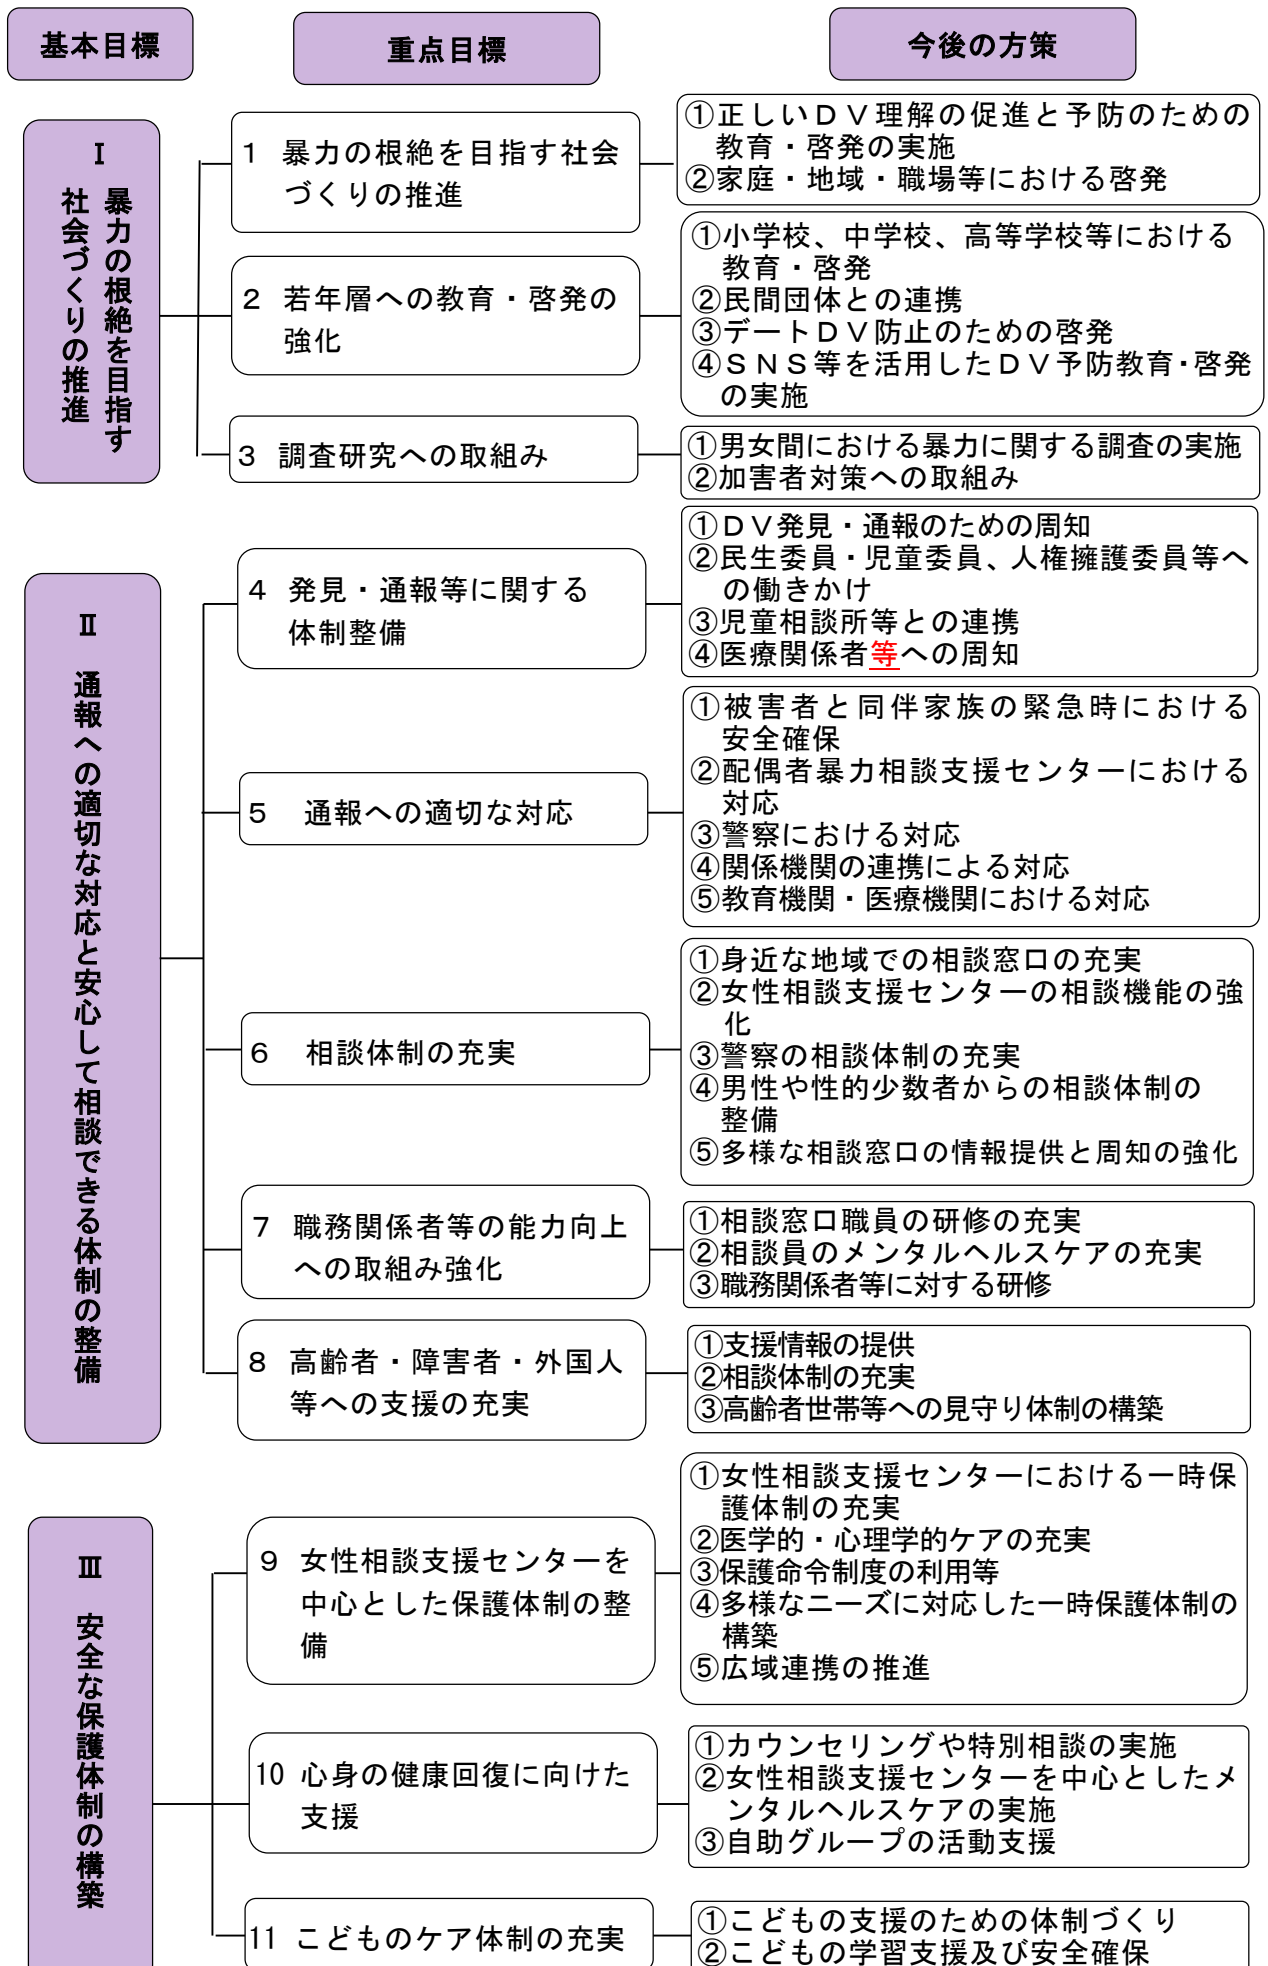 基本目標
重点目標
今後の方策
Ⅰ
暴力の根絶を目指す
社会づくりの推進
1 暴力の根絶を目指す社会
づくりの推進
①正しいＤＶ理解の促進と予防のための
教育・啓発の実施
②家庭・地域・職場等における啓発
2 若年層への教育・啓発の
強化
①小学校、中学校、高等学校等における
教育・啓発
②民間団体との連携
③デートＤＶ防止のための啓発
④ＳＮＳ等を活用したＤＶ予防教育・啓発
の実施
3 調査研究への取組み
①男女間における暴力に関する調査の実施
②加害者対策への取組み
Ⅱ 通報への適切な対応と安心して相談できる体制の整備
4 発見・通報等に関する
体制整備
①ＤＶ発見・通報のための周知
②民生委員・児童委員、人権擁護委員等へ
の働きかけ
③児童相談所等との連携
④医療関係者等への周知
5 通報への適切な対応
①被害者と同伴家族の緊急時における
安全確保
②配偶者暴力相談支援センターにおける
対応
③警察における対応
④関係機関の連携による対応
⑤教育機関・医療機関における対応
6 相談体制の充実
①身近な地域での相談窓口の充実
②女性相談支援センターの相談機能の強
化
③警察の相談体制の充実
④男性や性的少数者からの相談体制の
整備
⑤多様な相談窓口の情報提供と周知の強化
7 職務関係者等の能力向上
への取組み強化
①相談窓口職員の研修の充実
②相談員のメンタルヘルスケアの充実
③職務関係者等に対する研修
8 高齢者・障害者・外国人
等への支援の充実
①支援情報の提供
②相談体制の充実
③高齢者世帯等への見守り体制の構築
Ⅲ 安全な保護体制の構築
9 女性相談支援センターを
中心とした保護体制の整
備
①女性相談支援センターにおける一時保
護体制の充実
②医学的・心理学的ケアの充実
③保護命令制度の利用等
④多様なニーズに対応した一時保護体制の
構築
⑤広域連携の推進
10 心身の健康回復に向けた
支援
①カウンセリングや特別相談の実施
②女性相談支援センターを中心としたメ
ンタルヘルスケアの実施
③自助グループの活動支援
11 こどものケア体制の充実
①こどもの支援のための体制づくり
②こどもの学習支援及び安全確保